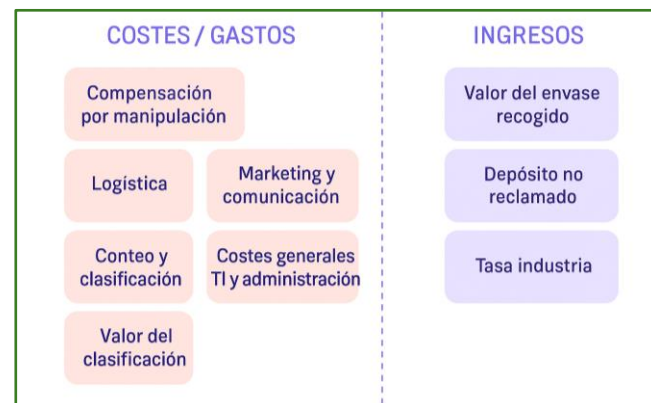 COSTES / GASTOS
Compensación
por manipulación
Logística
Marketing y
comunicación
Conteo y
clasificación
Costes generales
TI y administración
Valor del
clasificación
INGRESOS
Valor del envase
recogido
Depósito no
reclamado
Tasa industria